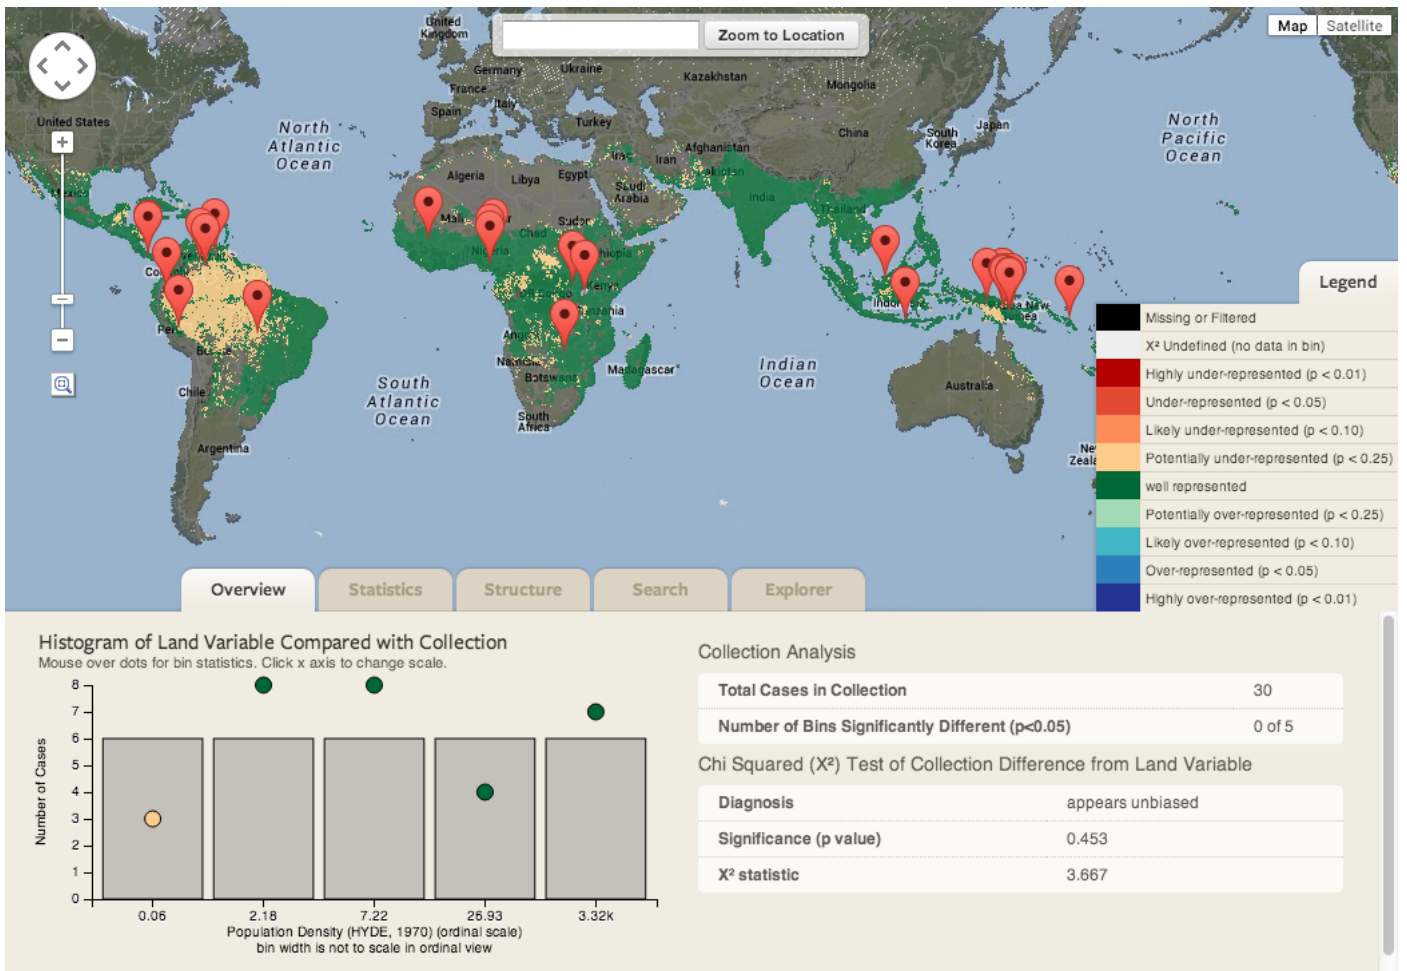 United
Kingdom
Zoom to Location
Map
Satellite
Germany
Ukraine
Kazakhstan
Mongolia
France
Italy
Spain
Turkey
United States
North
Atlantic
Ocean
China
South
Korea
Japan
North
Pacific
Ocean
Afghanistan
Iraq
Iran
Pakistan
Algeria
Libya
Egypt
Saudi
Arabia
India
Mexico
Mali
Sudan
Chad
Thailand
Nigeria
Kenya
Legend
Missing or Filtered
X² Undefined (no data in bin)
Highly under-represented (p < 0.01)
Under-represented (p < 0.05)
Likely under-represented (p < 0.10)
Potentially under-represented (p < 0.25)
well represented
Potentially over-represented (p < 0.25)
Likely over-represented (p < 0.10)
Over-represented (p < 0.05)
Highly over-represented (p < 0.01)
Botswana
Madagascar
Indian
Ocean
Australia
Chile
South
Atlantic
Ocean
South
Africa
Argentina
Overview
Statistics
Structure
Search
Explorer
Histogram of Land Variable Compared with Collection
Mouse over dots for bin statistics. Click x axis to change scale.
8
7
6
5
4
3
2
1
0
Number of Cases
0.06 2.18 7.22 26.93 3.32k
Population Density (HYDE, 1970) (ordinal scale)
bin width is not to scale in ordinal view
Collection Analysis
Total Cases in Collection 30
Number of Bins Significantly Different (p<0.05) 0 of 5
Chi Squared (X²) Test of Collection Difference from Land Variable
Diagnosis appears unbiased
Significance (p value) 0.453
X² statistic 3.667